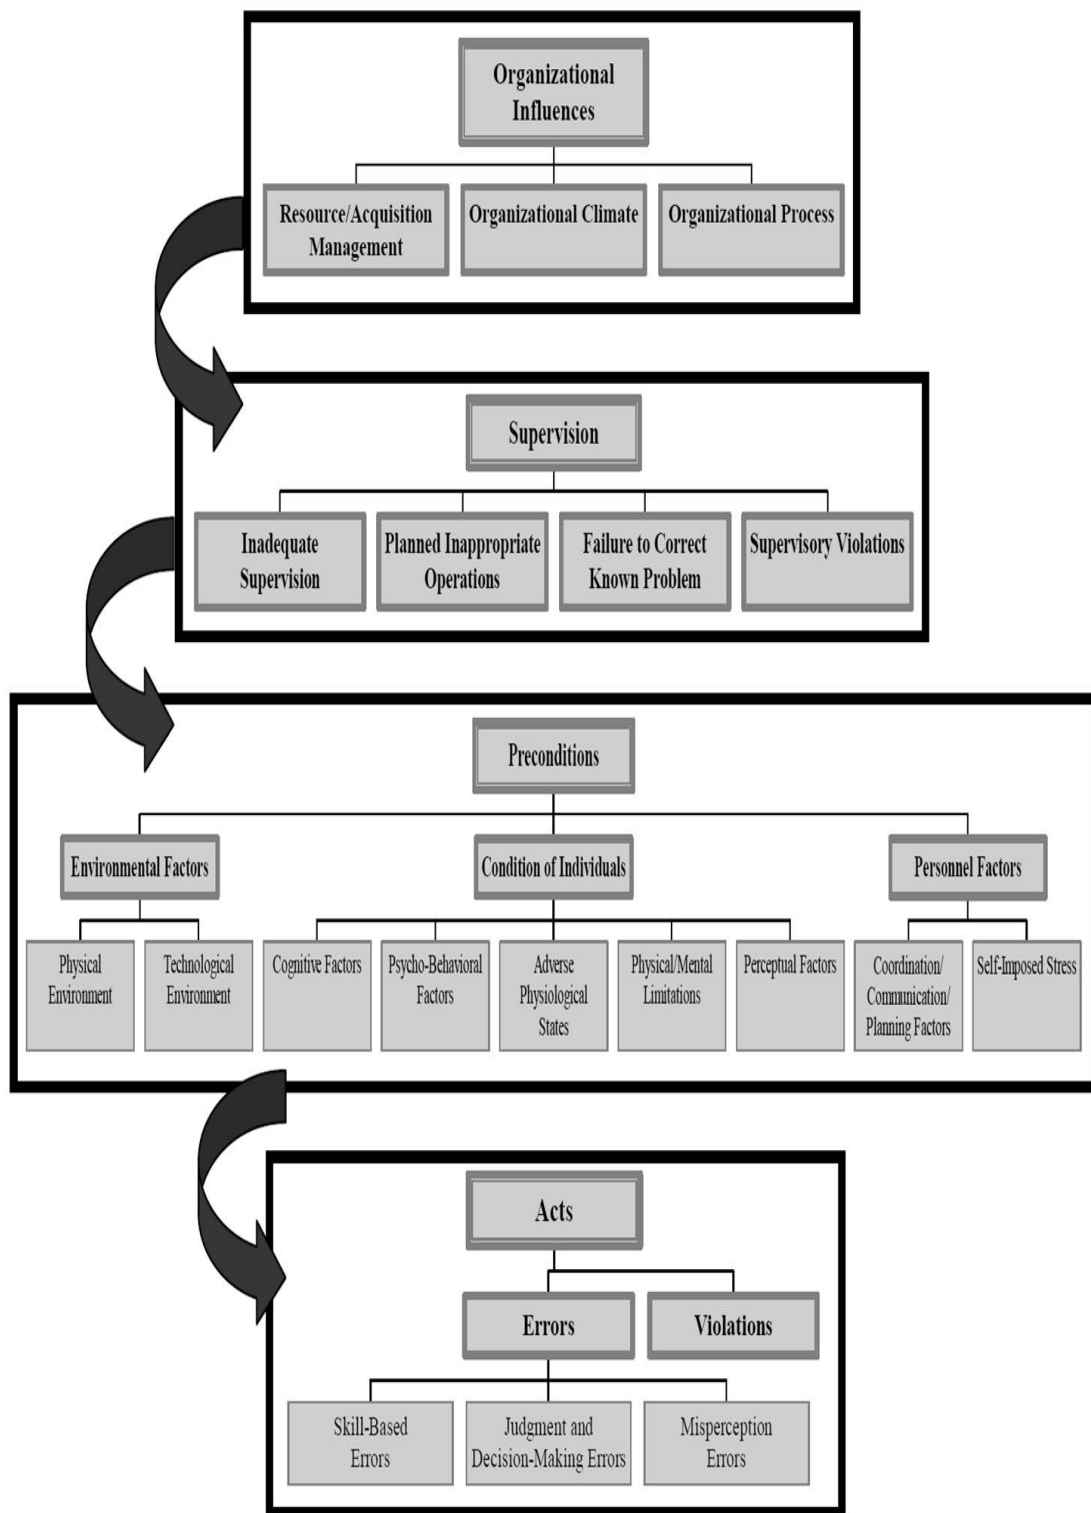 Organizational
Influences
Resource/Acquisition
Management
Organizational Climate
Organizational Process
Supervision
Inadequate
Supervision
Planned Inappropriate
Operations
Failure to Correct
Known Problem
Supervisory Violations
Preconditions
Environmental Factors
Condition of Individuals
Personnel Factors
Physical
Environment
Technological
Environment
Cognitive Factors
Psycho-Behavioral
Factors
Adverse
Physiological
States
Physical/Mental
Limitations
Perceptual Factors
Coordination/
Communication/
Planning Factors
Self-Imposed Stress
Acts
Errors
Violations
Skill-Based
Errors
Judgment and
Decision-Making Errors
Misperception
Errors